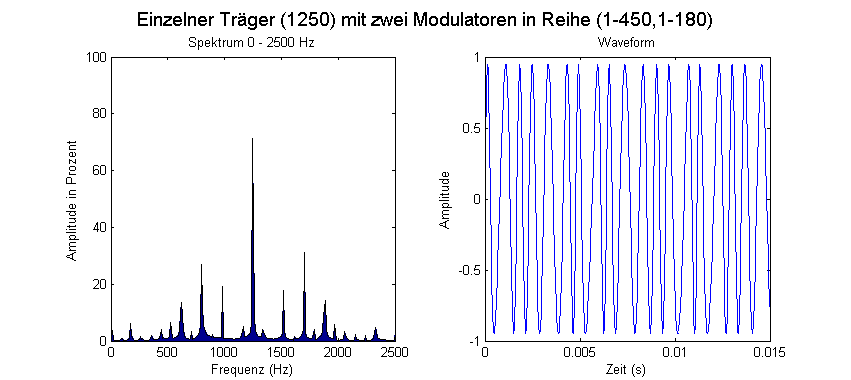 Einzelner Träger (1250) mit zwei Modulatoren in Reihe (1-450,1-180)
Spektrum 0 - 2500 Hz
Amplitude in Prozent
100
80
60
40
20
0
0 500 1000 1500 2000 2500
Frequenz (Hz)
Waveform
Amplitude
1
0.5
0
-0.5
-1
0 0.005 0.01 0.015
Zeit (s)